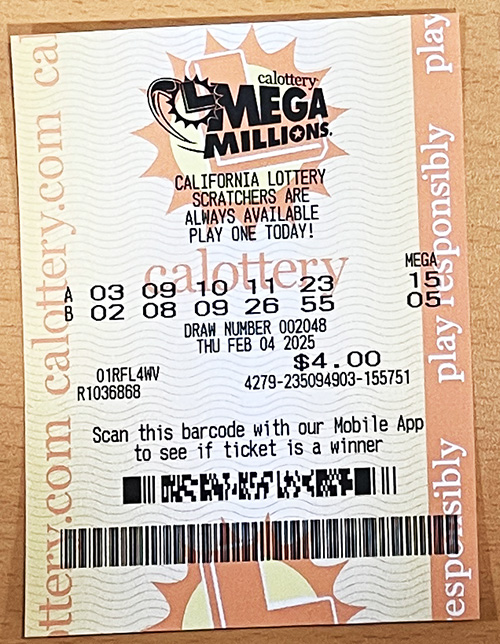 calottery
MEGA
MILLIONS.
CALIFORNIA LOTTERY
SCRATCHERS ARE
ALWAYS AVAILABLE
PLAY ONE TODAY!
calottery
MEGA
A 03 09 10 11 23 15
B 02 08 09 26 55 05
DRAW NUMBER 002048
THU FEB 04 2025
$4.00
01RFL4WV
R1036868
4279-235094903-155751
Scan this barcode with our Mobile App
to see if ticket is a winner
ttery.com calottery.com ca
esponsibly play responsibly play